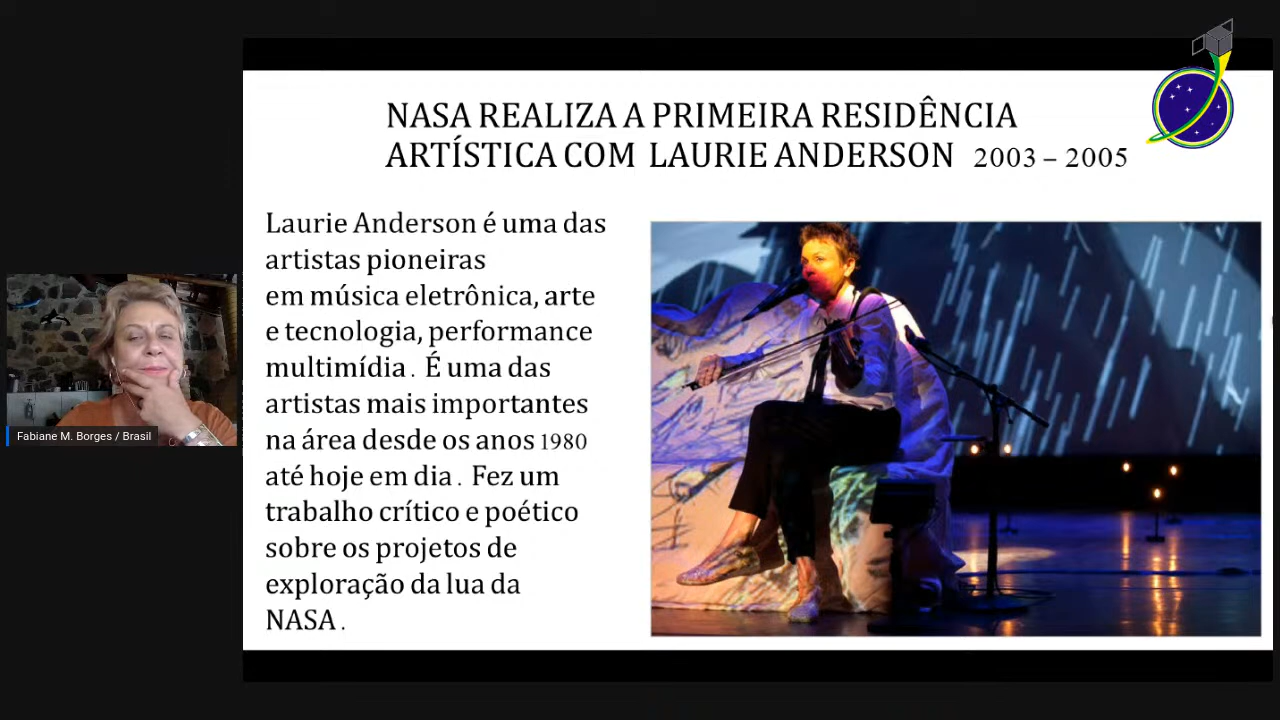 NASA REALIZA A PRIMEIRA RESIDÊNCIA
ARTÍSTICA COM LAURIE ANDERSON 2003 – 2005
Laurie Anderson é uma das
artistas pioneiras
em música eletrônica, arte
e tecnologia, performance
multimídia . É uma das
artistas mais importantes
na área desde os anos 1980
até hoje em dia . Fez um
trabalho crítico e poético
sobre os projetos de
exploração da lua da
NASA .
Fabiane M. Borges / Brasil